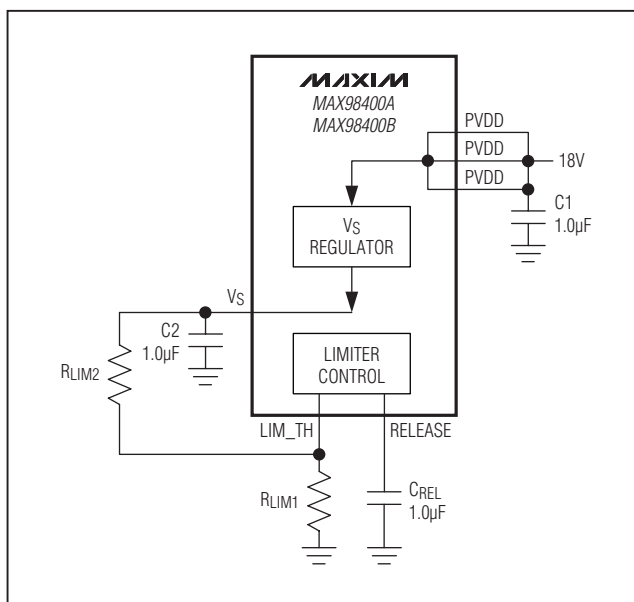 MAXIM
MAX98400A
MAX98400B
PVDD
PVDD
18V
PVDD
C1
1.0µF
VS
REGULATOR
VS
C2
1.0µF
RLIM2
LIMITER
CONTROL
LIM_TH
RELEASE
RLIM1
CREL
1.0µF